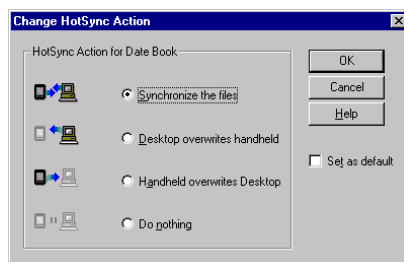 Change HotSync Action
HotSync Action for Date Book
Synchronize the files
Desktop overwrites handheld
Handheld overwrites Desktop
Do nothing
OK
Cancel
Help
Set as default